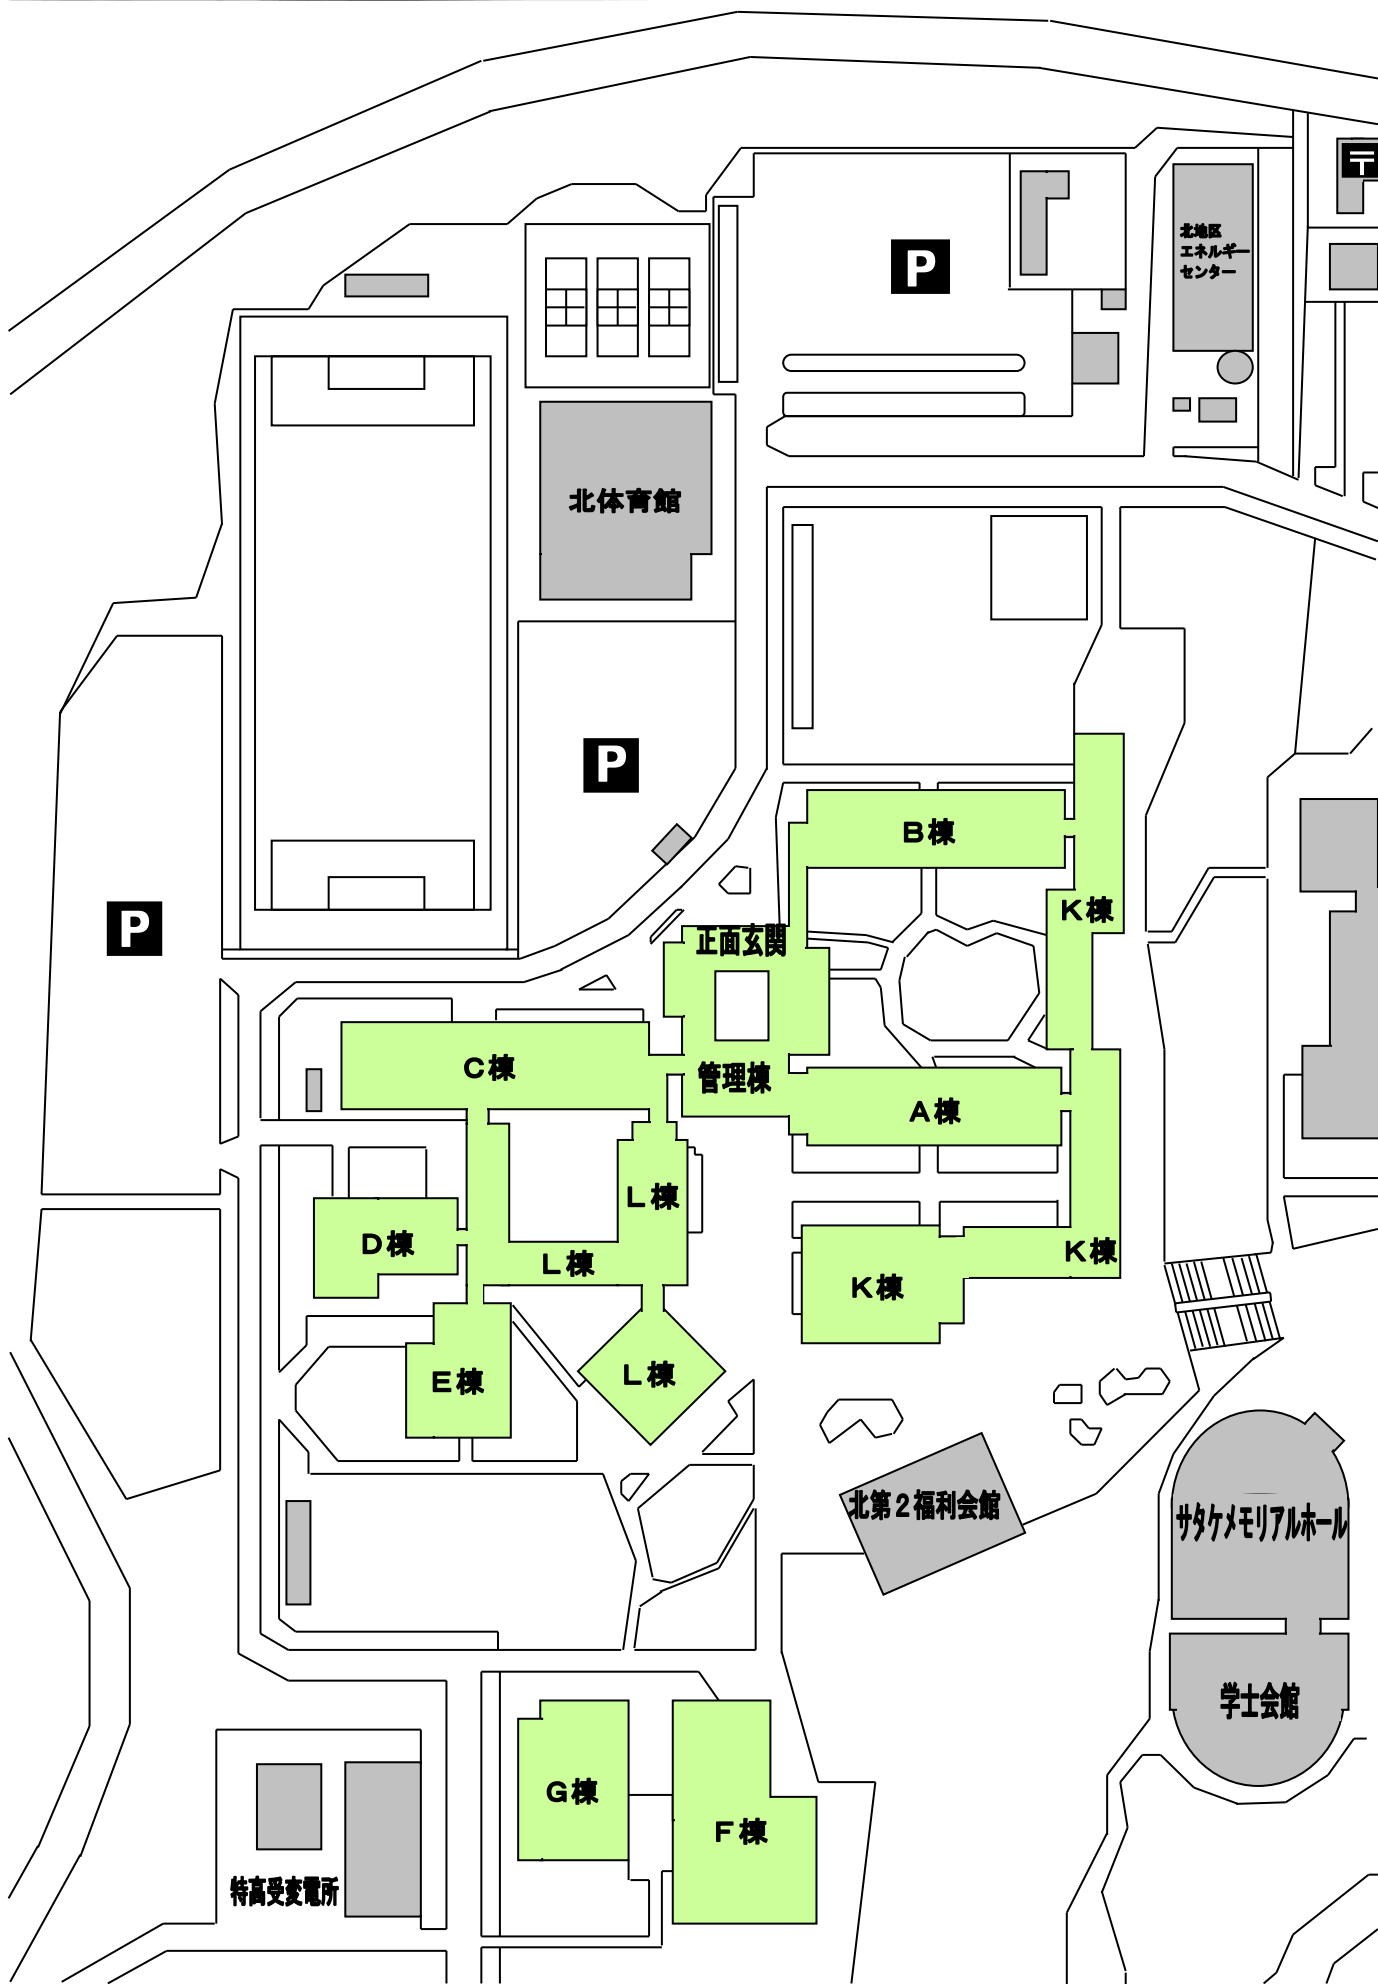 〒
北地区
エネルギー
センター
P
北体育館
P
B棟
K棟
P
正面玄関
C棟
管理棟
A棟
L棟
D棟
L棟
K棟
K棟
E棟
L棟
北第2福利会館
サタケメモリアルホール
学士会館
G棟
F棟
特高受変電所